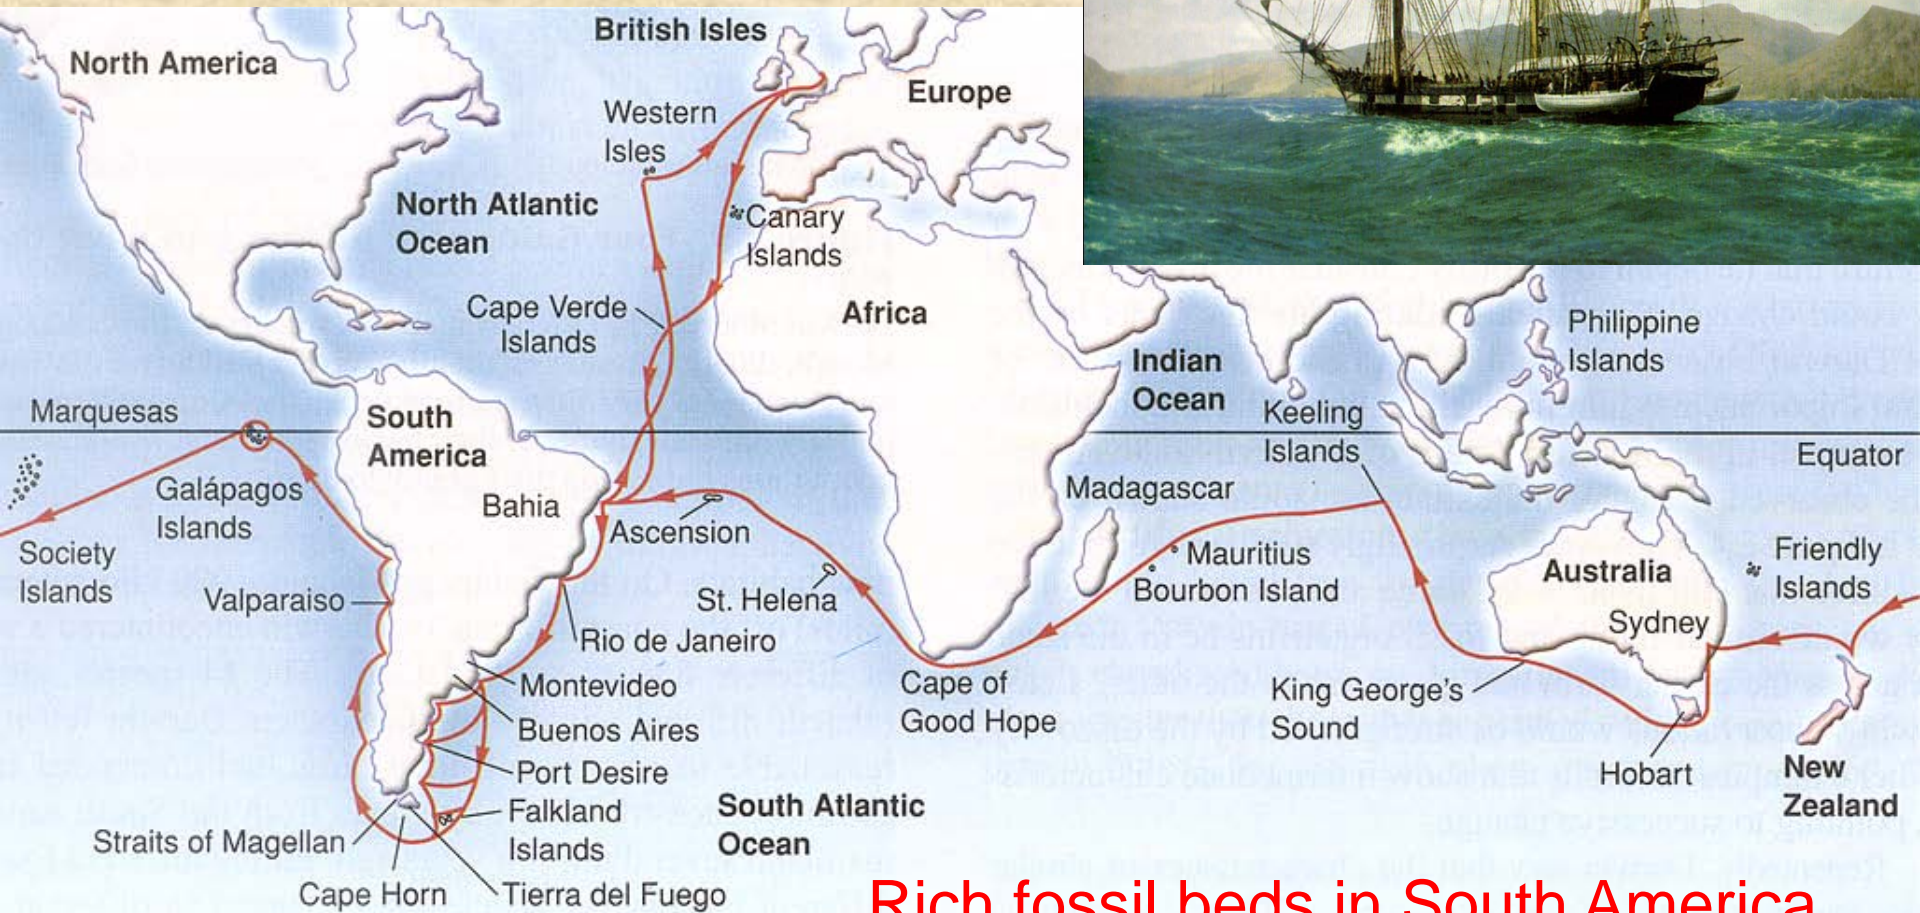 British Isles
North America
Europe
Western
Isles
North Atlantic
Ocean
Canary
Islands
Cape Verde
Islands
Africa
Indian
Ocean
Philippine
Islands
Marquesas
South
America
Keeling
Islands
Equator
Galápagos
Islands
Bahia
Madagascar
Ascension
Society
Islands
Mauritius
Bourbon Island
Australia
Friendly
Islands
Valparaiso
St. Helena
Sydney
Rio de Janeiro
Montevideo
Cape of
Good Hope
King George's
Sound
Buenos Aires
Port Desire
Hobart
New
Zealand
Falkland
Islands
South Atlantic
Ocean
Straits of Magellan
Cape Horn
Tierra del Fuego
Rich fossil beds in South America